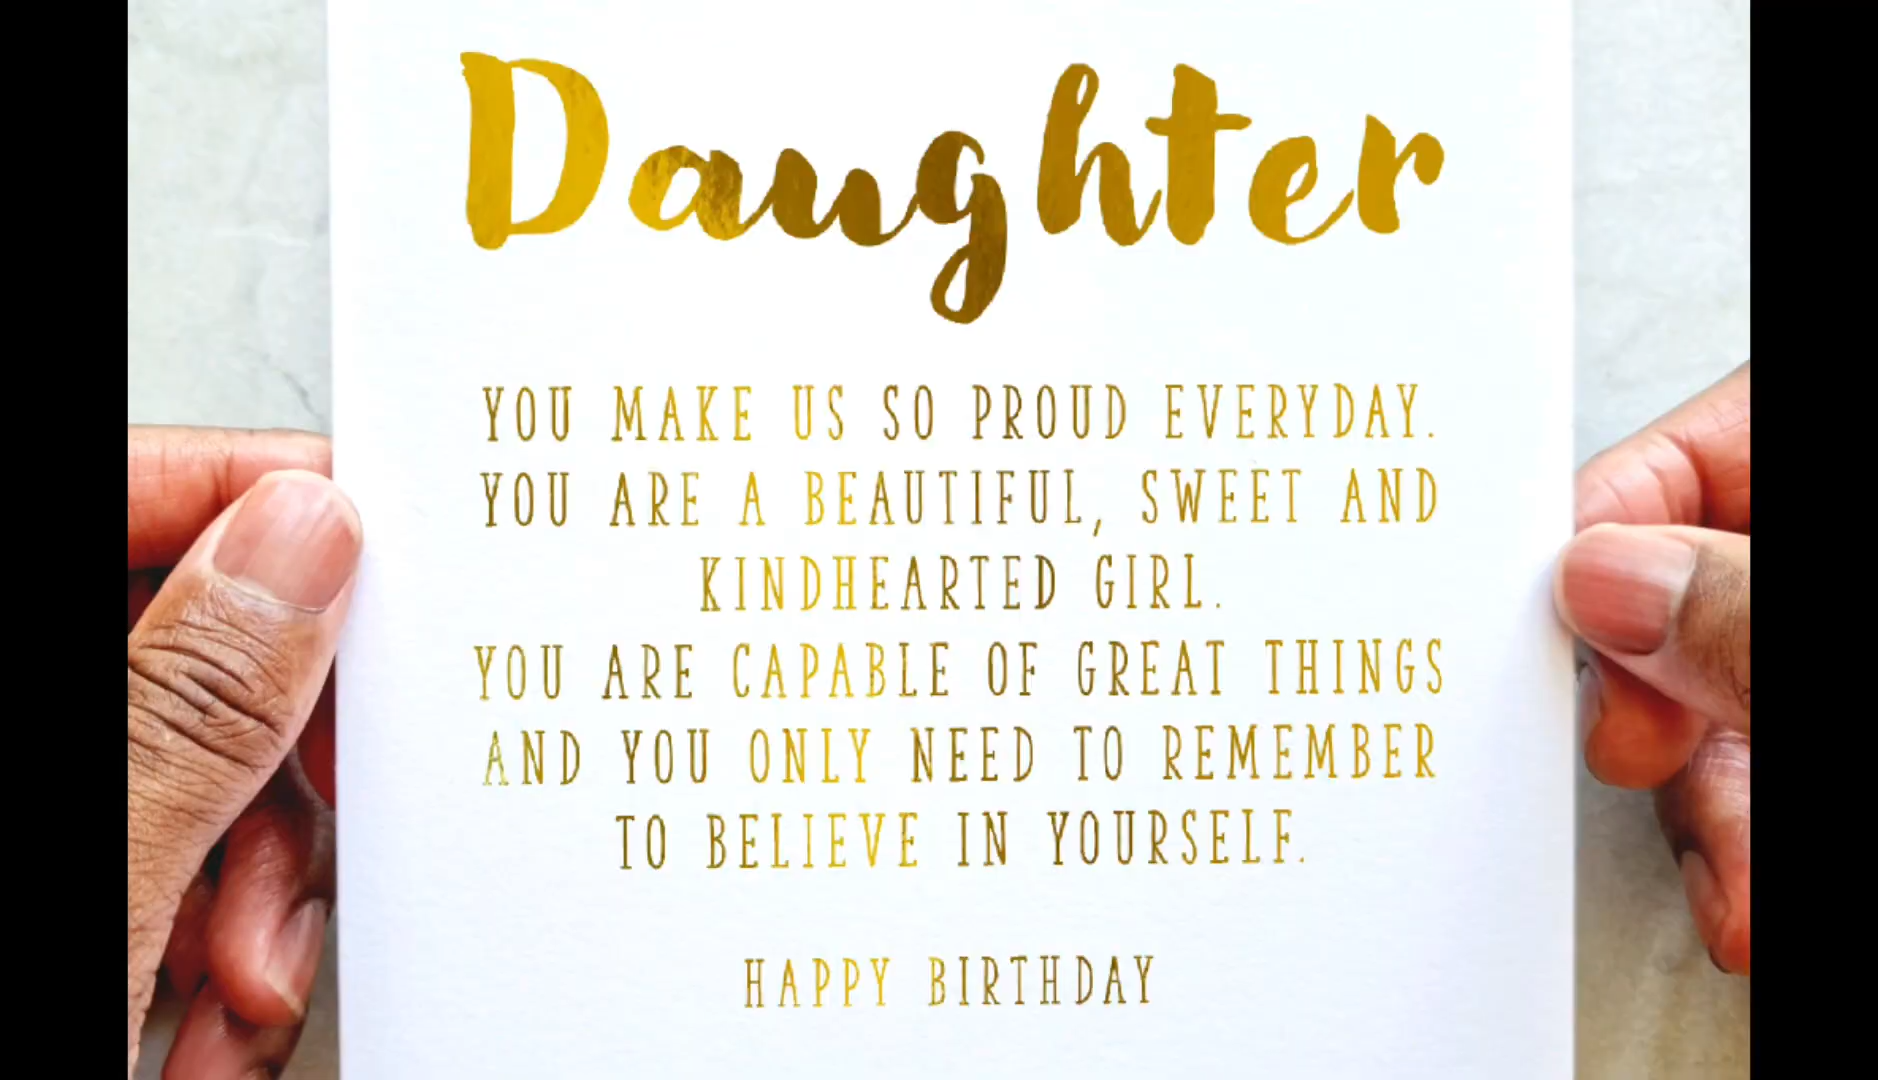 Daughter
YOU MAKE US SO PROUD EVERYDAY.
YOU ARE A BEAUTIFUL, SWEET AND
KINDHEARTED GIRL.
YOU ARE CAPABLE OF GREAT THINGS
AND YOU ONLY NEED TO REMEMBER
TO BELIEVE IN YOURSELF.
HAPPY BIRTHDAY